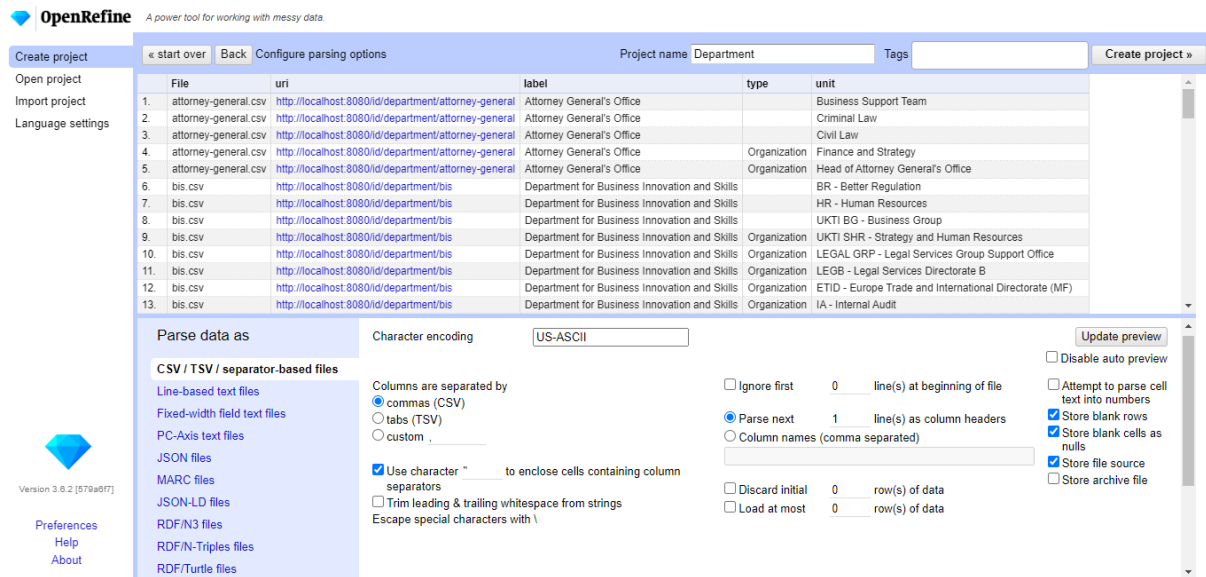 OpenRefine A power tool for working with messy data.
Create project
Open project
Import project
Language settings
« start over Back Configure parsing options Project name Department Tags Create project »
File uri label type unit
1. attorney-general.csv http://localhost:8080/id/department/attorney-general Attorney General's Office Business Support Team
2. attorney-general.csv http://localhost:8080/id/department/attorney-general Attorney General's Office Criminal Law
3. attorney-general.csv http://localhost:8080/id/department/attorney-general Attorney General's Office Civil Law
4. attorney-general.csv http://localhost:8080/id/department/attorney-general Attorney General's Office Organization Finance and Strategy
5. attorney-general.csv http://localhost:8080/id/department/attorney-general Attorney General's Office Organization Head of Attorney General's Office
6. bis.csv http://localhost:8080/id/department/bis Department for Business Innovation and Skills BR - Better Regulation
7. bis.csv http://localhost:8080/id/department/bis Department for Business Innovation and Skills HR - Human Resources
8. bis.csv http://localhost:8080/id/department/bis Department for Business Innovation and Skills UKTI BG - Business Group
9. bis.csv http://localhost:8080/id/department/bis Department for Business Innovation and Skills Organization UKTI SHR - Strategy and Human Resources
10. bis.csv http://localhost:8080/id/department/bis Department for Business Innovation and Skills Organization LEGAL GRP - Legal Services Group Support Office
11. bis.csv http://localhost:8080/id/department/bis Department for Business Innovation and Skills Organization LEGB - Legal Services Directorate B
12. bis.csv http://localhost:8080/id/department/bis Department for Business Innovation and Skills Organization ETID - Europe Trade and International Directorate (MF)
13. bis.csv http://localhost:8080/id/department/bis Department for Business Innovation and Skills Organization IA - Internal Audit
Parse data as
CSV / TSV / separator-based files
Line-based text files
Fixed-width field text files
PC-Axis text files
JSON files
MARC files
JSON-LD files
RDF/N3 files
RDF/N-Triples files
RDF/Turtle files
Character encoding US-ASCII
Update preview
Disable auto preview
Columns are separated by
commas (CSV)
tabs (TSV)
custom ,
Use character " to enclose cells containing column
separators
Trim leading & trailing whitespace from strings
Escape special characters with \
Ignore first 0 line(s) at beginning of file
Parse next 1 line(s) as column headers
Column names (comma separated)
Discard initial 0 row(s) of data
Load at most 0 row(s) of data
Attempt to parse cell
text into numbers
Store blank rows
Store blank cells as
nulls
Store file source
Store archive file
Version 3.6.2 [579a6f7]
Preferences
Help
About